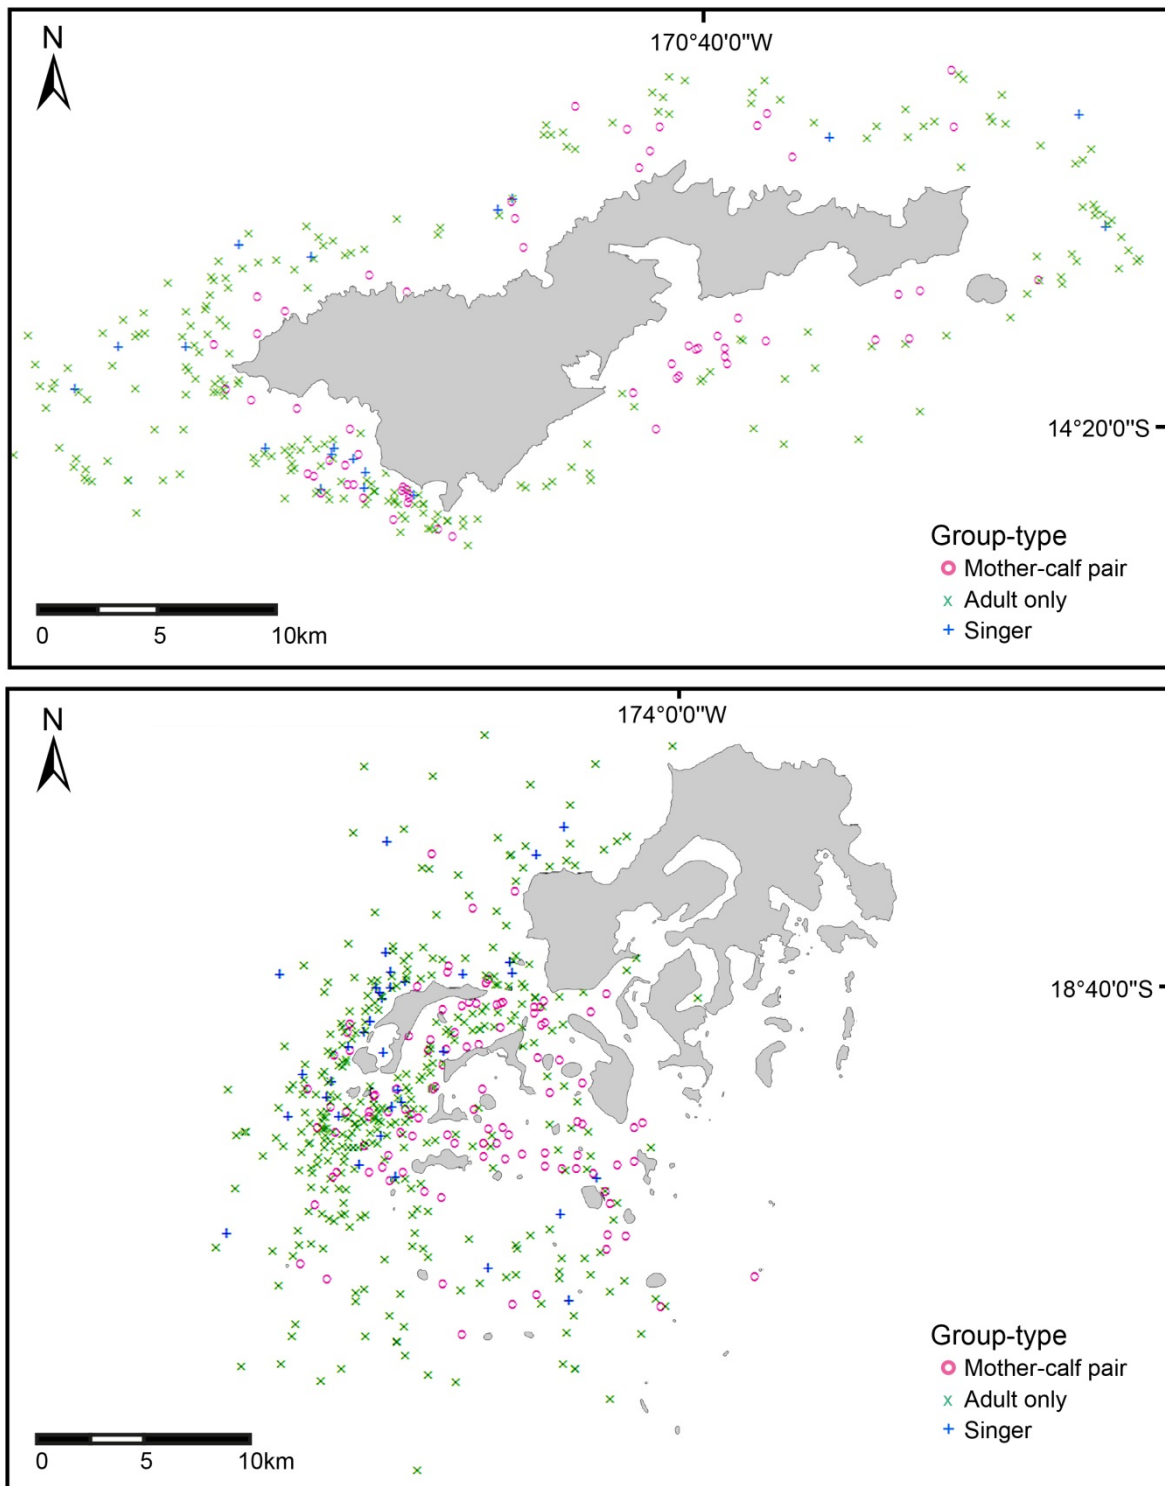 N
170°40'0"W
14°20'0"S
Group-type
Mother-calf pair
Adult only
Singer
0 5 10km
N
174°0'0"W
18°40'0"S
Group-type
Mother-calf pair
Adult only
Singer
0 5 10km